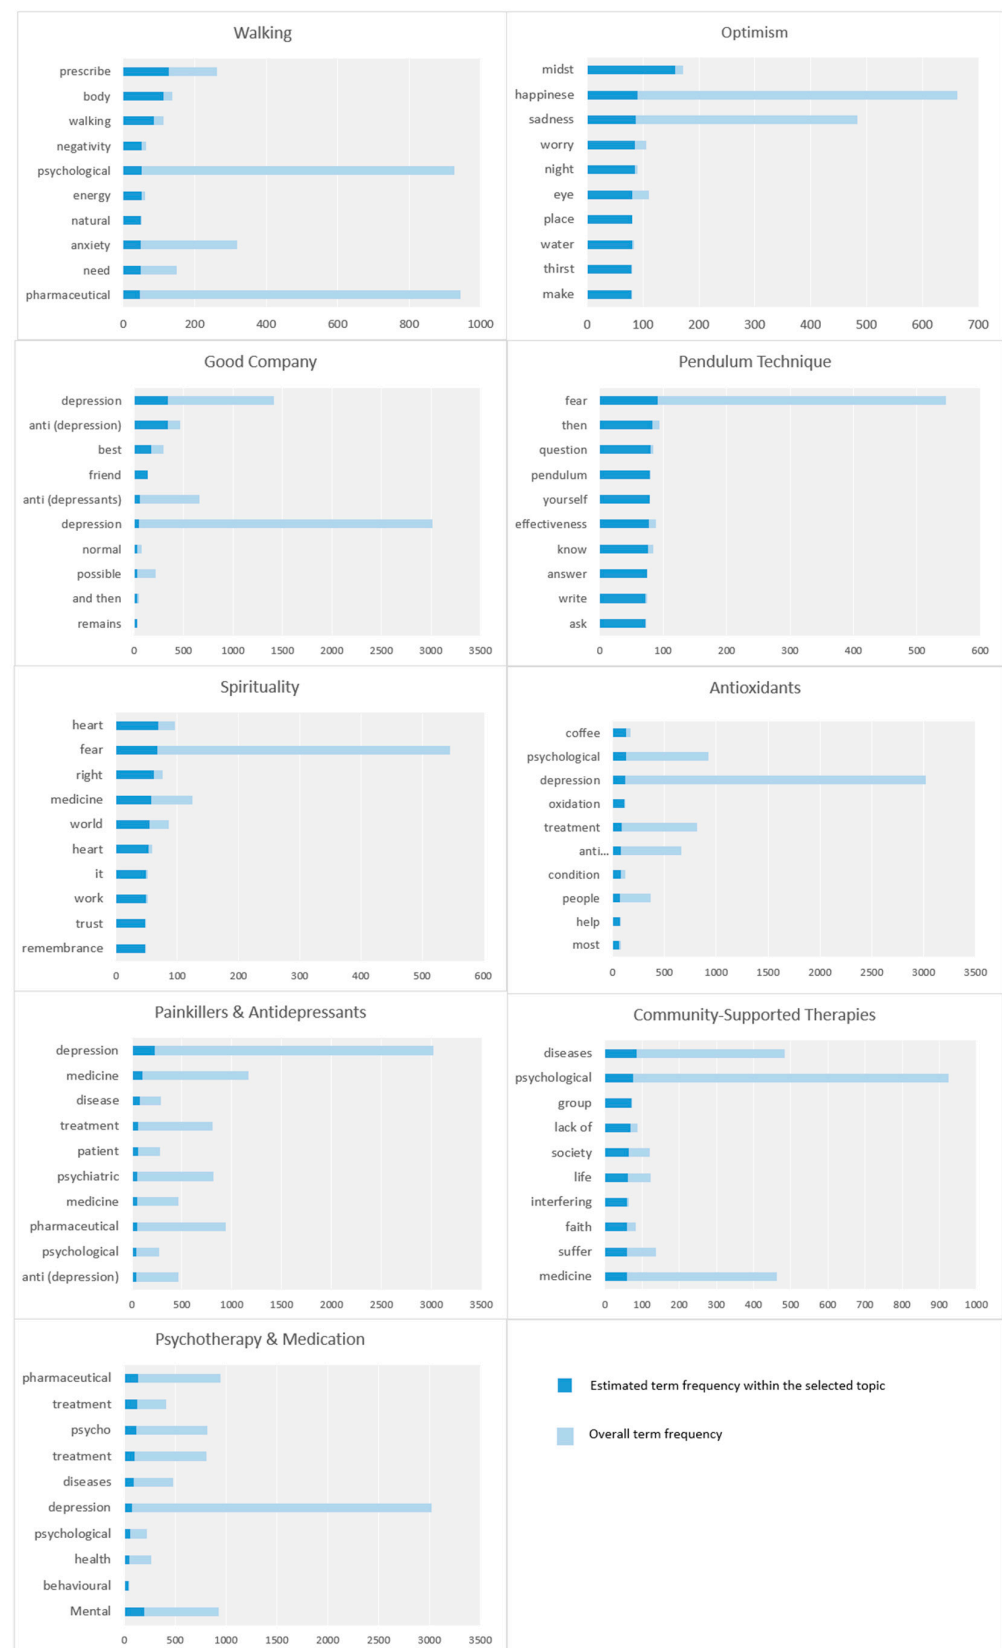 Walking
prescribe
body
walking
negativity
psychological
energy
natural
anxiety
need
pharmaceutical
0 200 400 600 800 1000
Optimism
midst
happinese
sadness
worry
night
eye
place
water
thirst
make
0 100 200 300 400 500 600 700
Good Company
depression
anti (depression)
best
friend
anti (depressants)
depression
normal
possible
and then
remains
0 500 1000 1500 2000 2500 3000 3500
Pendulum Technique
fear
then
question
pendulum
yourself
effectiveness
know
answer
write
ask
0 100 200 300 400 500 600
Spirituality
heart
fear
right
medicine
world
heart
it
work
trust
remembrance
0 100 200 300 400 500 600
Antioxidants
coffee
psychological
depression
oxidation
treatment
anti...
condition
people
help
most
0 500 1000 1500 2000 2500 3000 3500
Painkillers & Antidepressants
depression
medicine
disease
treatment
patient
psychiatric
medicine
pharmaceutical
psychological
anti (depression)
0 500 1000 1500 2000 2500 3000 3500
Community-Supported Therapies
diseases
psychological
group
lack of
society
life
interfering
faith
suffer
medicine
0 100 200 300 400 500 600 700 800 900 1000
Psychotherapy & Medication
pharmaceutical
treatment
psycho
treatment
diseases
depression
psychological
health
behavioural
Mental
0 500 1000 1500 2000 2500 3000 3500
Estimated term frequency within the selected topic
Overall term frequency